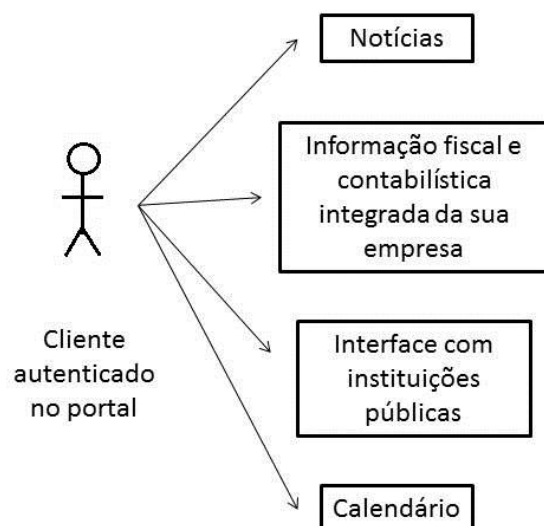 Notícias
Informação fiscal e
contabilística
integrada da sua
empresa
Cliente
autenticado
no portal
Interface com
instituições
públicas
Calendário